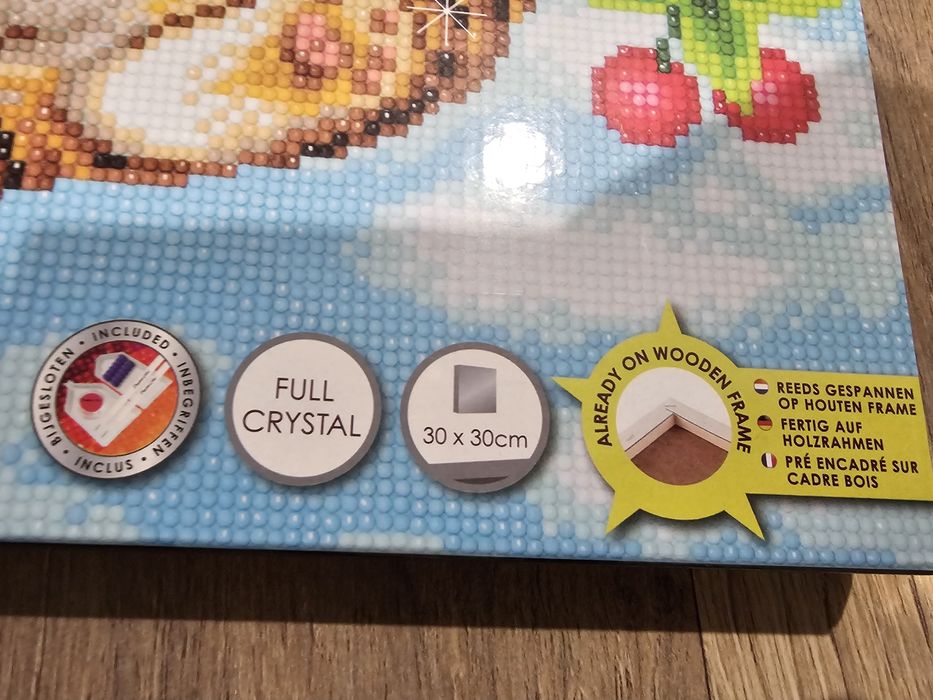 INCLUDED • INBEGRIFFEN • INCLUS • BIJGESLOTEN •
FULL
CRYSTAL
30 x 30cm
ALREADY ON WOODEN FRAME
REEDS GESPANNEN
OP HOUTEN FRAME
FERTIG AUF
HOLZRAHMEN
PRÉ ENCADRÉ SUR
CADRE BOIS